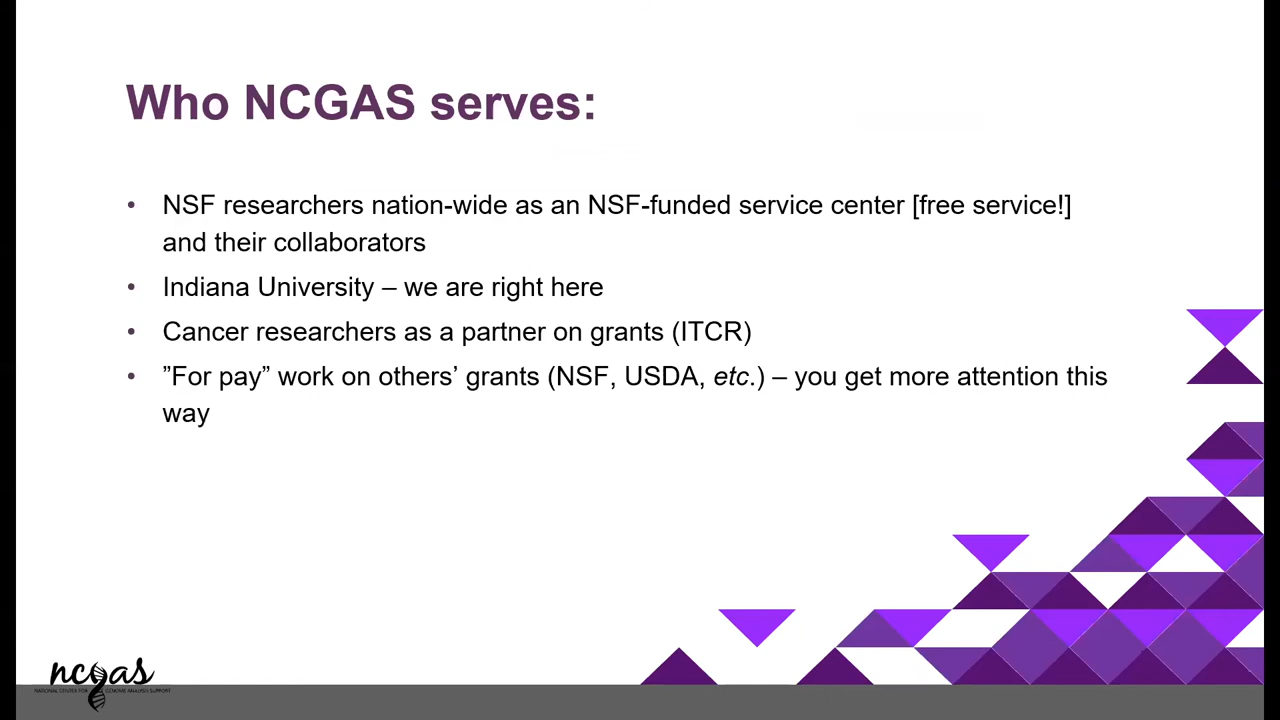 Who NCGAS serves:
• NSF researchers nation-wide as an NSF-funded service center [free service!]
and their collaborators
• Indiana University – we are right here
• Cancer researchers as a partner on grants (ITCR)
• ”For pay” work on others’ grants (NSF, USDA, etc.) – you get more attention this
way
ncgas
NATIONAL CENTER FOR GENOME ANALYSIS SUPPORT